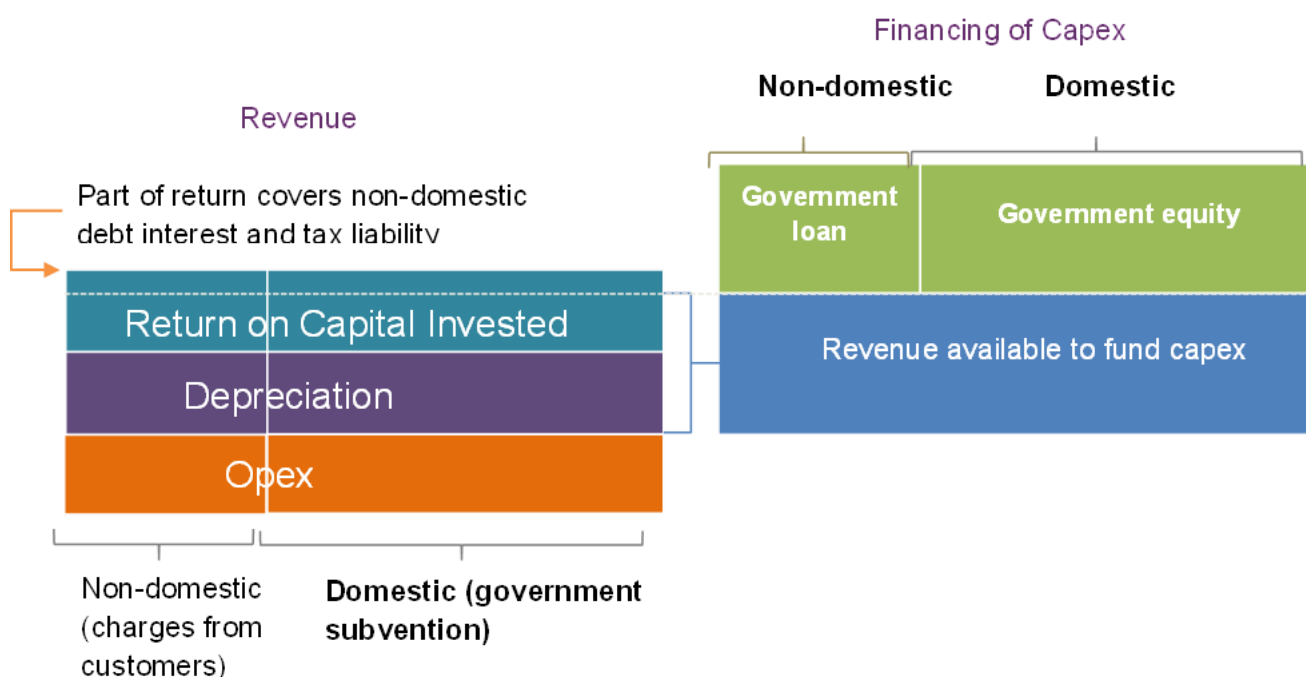 Financing of Capex
Non-domestic
Domestic
Revenue
Part of return covers non-domestic
debt interest and tax liability
Government
loan
Government equity
Return on Capital Invested
Revenue available to fund capex
Depreciation
Opex
Non-domestic
(charges from
customers)
Domestic (government
subvention)